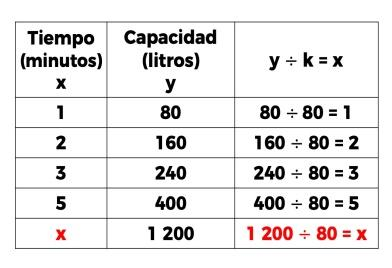 Tiempo (minutos) x | Capacidad (litros) y | y ÷ k = x
1 | 80 | 80 ÷ 80 = 1
2 | 160 | 160 ÷ 80 = 2
3 | 240 | 240 ÷ 80 = 3
5 | 400 | 400 ÷ 80 = 5
x | 1 200 | 1 200 ÷ 80 = x